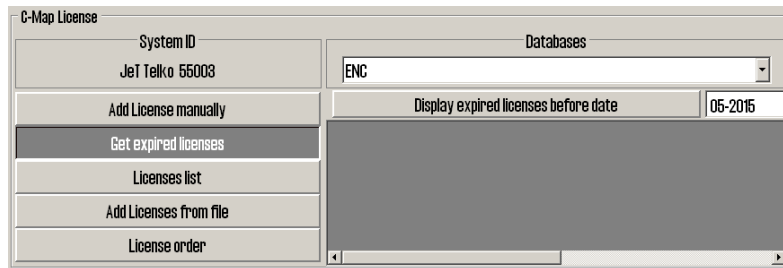 C-Map License
System ID
JeT Telko 55003
Add License manually
Get expired licenses
Licenses list
Add Licenses from file
License order
Databases
ENC
Display expired licenses before date
05-2015